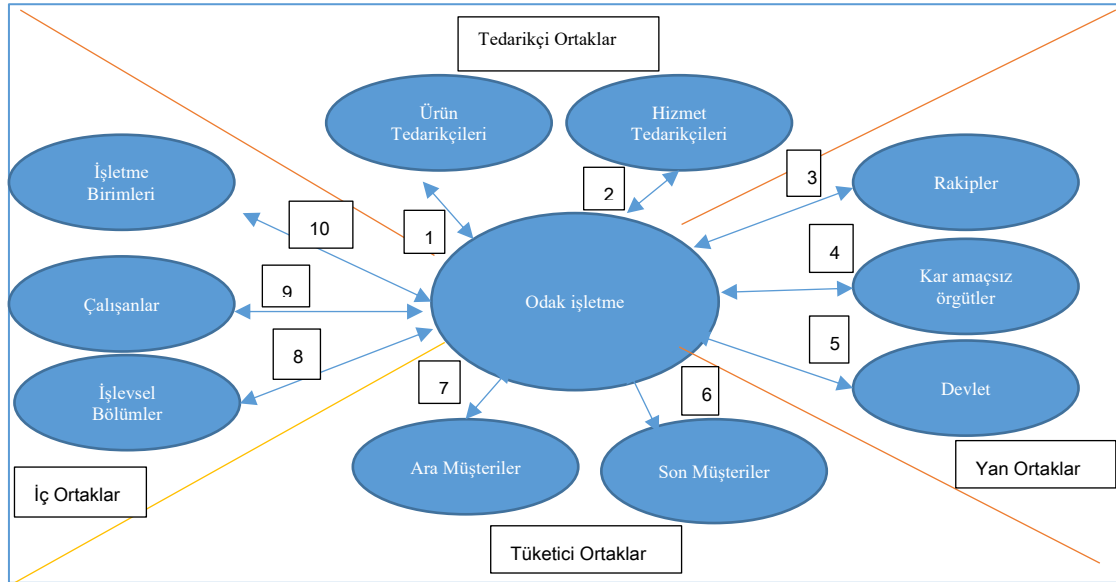 Tedarikçi Ortaklar
Ürün
Tedarikçileri
Hizmet
Tedarikçileri
İşletme
Birimleri
Rakipler
1
2
3
10
4
Kar amaçsız
örgütler
Çalışanlar
9
Odak işletme
5
8
Devlet
İşlevsel
Bölümler
7
6
Ara Müşteriler
Son Müşteriler
İç Ortaklar
Yan Ortaklar
Tüketici Ortaklar